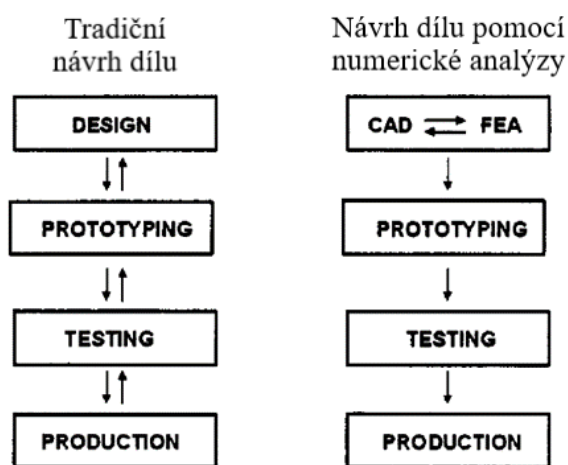 Tradiční
návrh dílu
DESIGN
PROTOTYPING
TESTING
PRODUCTION
Návrh dílu pomocí
numerické analýzy
CAD FEA
PROTOTYPING
TESTING
PRODUCTION